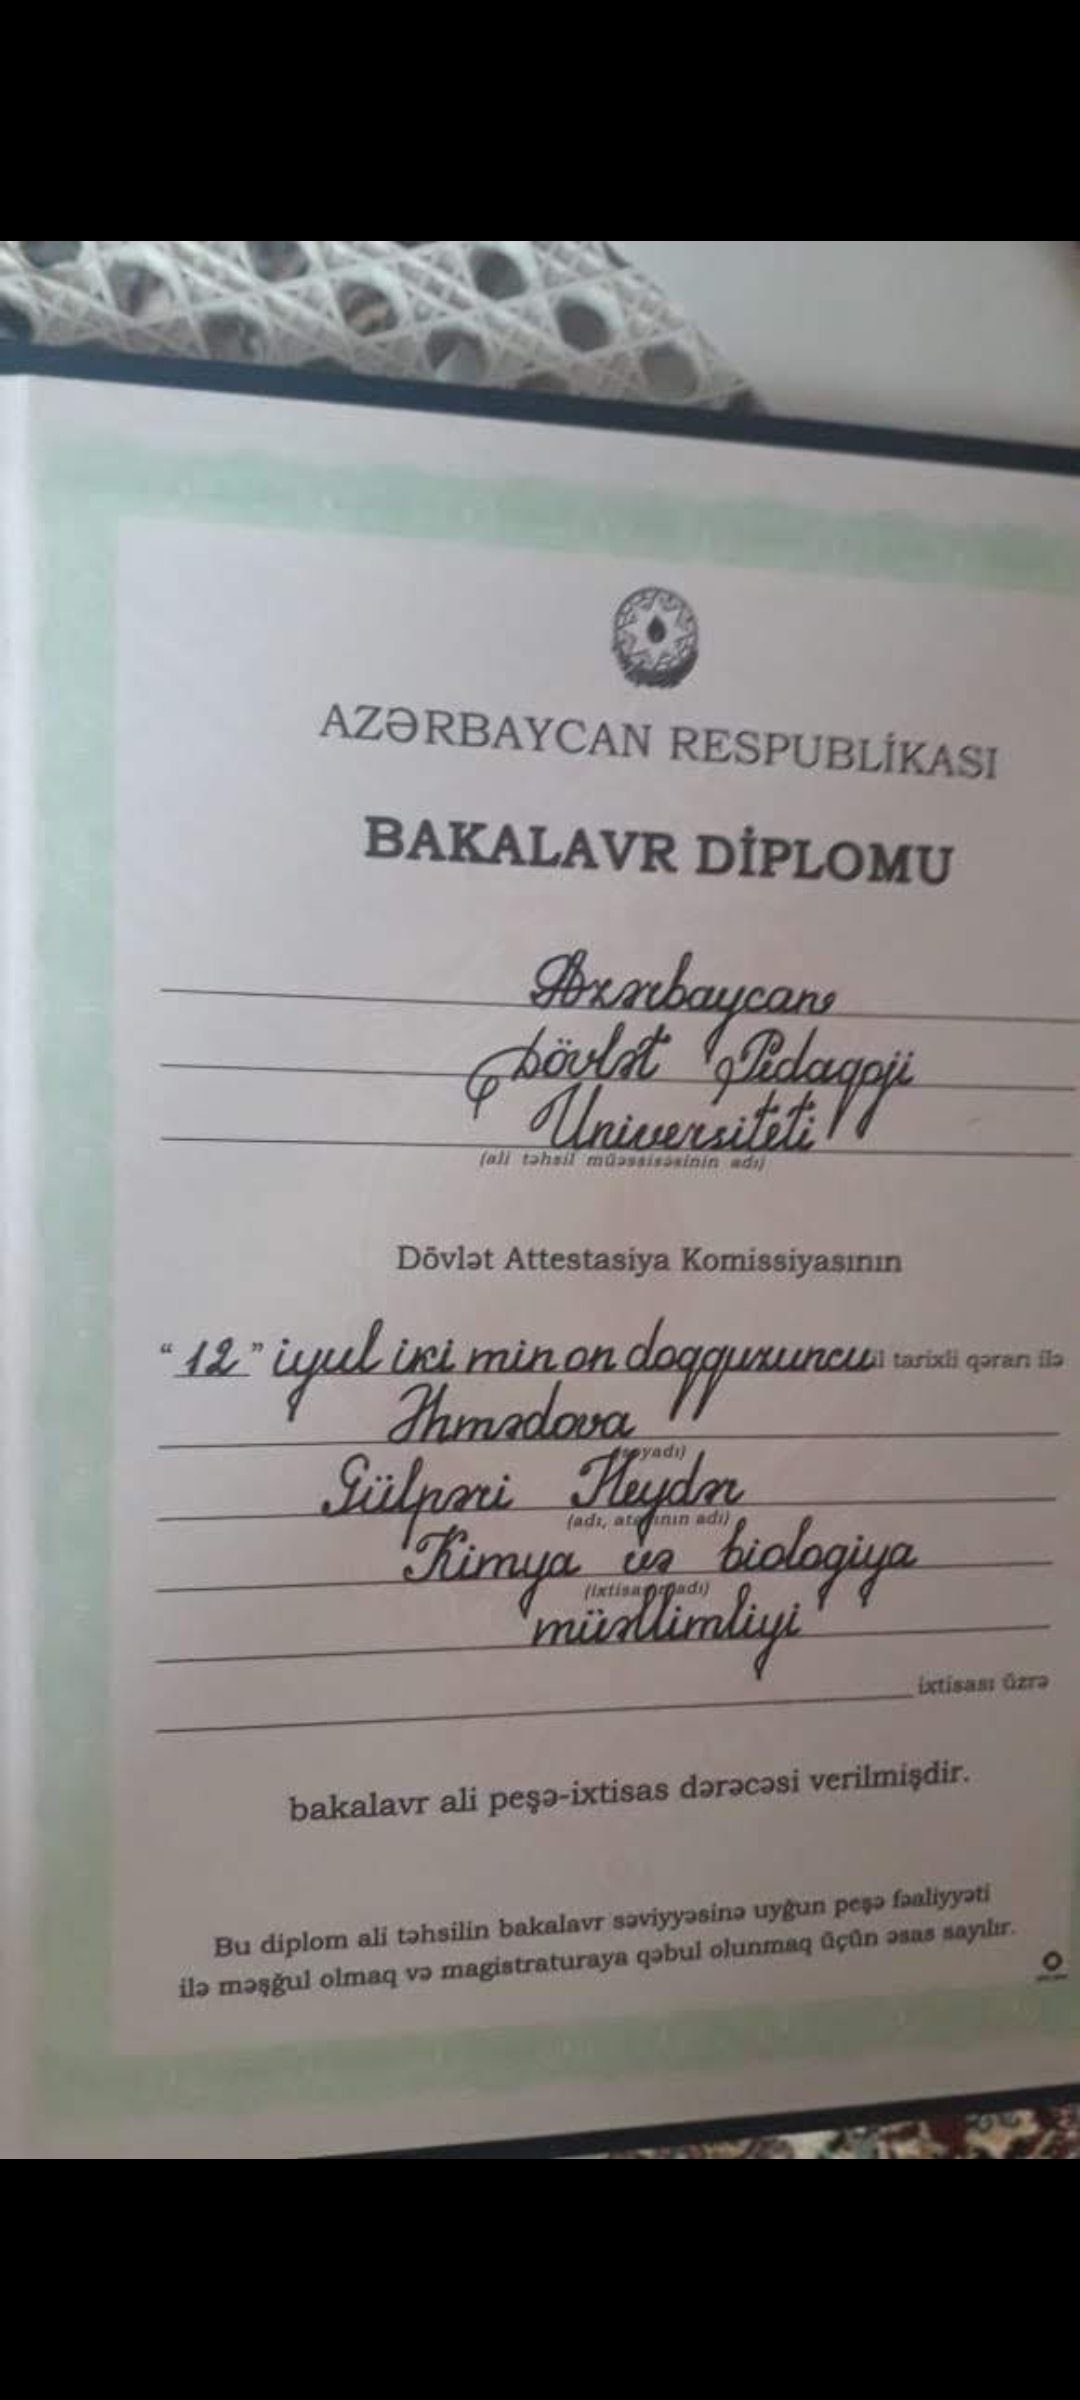 AZƏRBAYCAN RESPUBLİKASI
BAKALAVR DİPLOMU
Azərbaycan
Dövlət Pedaqoji
Universiteti
(ali təhsil müəssisəsinin adı)
Dövlət Attestasiya Komissiyasının
"12" iyul iki min on doqquzuncu il tarixli qərarı ilə
Əhmədova
(soyadı)
Gülpəri Heydər
(adı, atasının adı)
Kimya və biologiya
(ixtisasın adı)
müəllimliyi
ixtisası üzrə
bakalavr ali peşə-ixtisas dərəcəsi verilmişdir.
Bu diplom ali təhsilin bakalavr səviyyəsinə uyğun peşə fəaliyyəti
ilə məşğul olmaq və magistraturaya qəbul olunmaq üçün əsas sayılır.